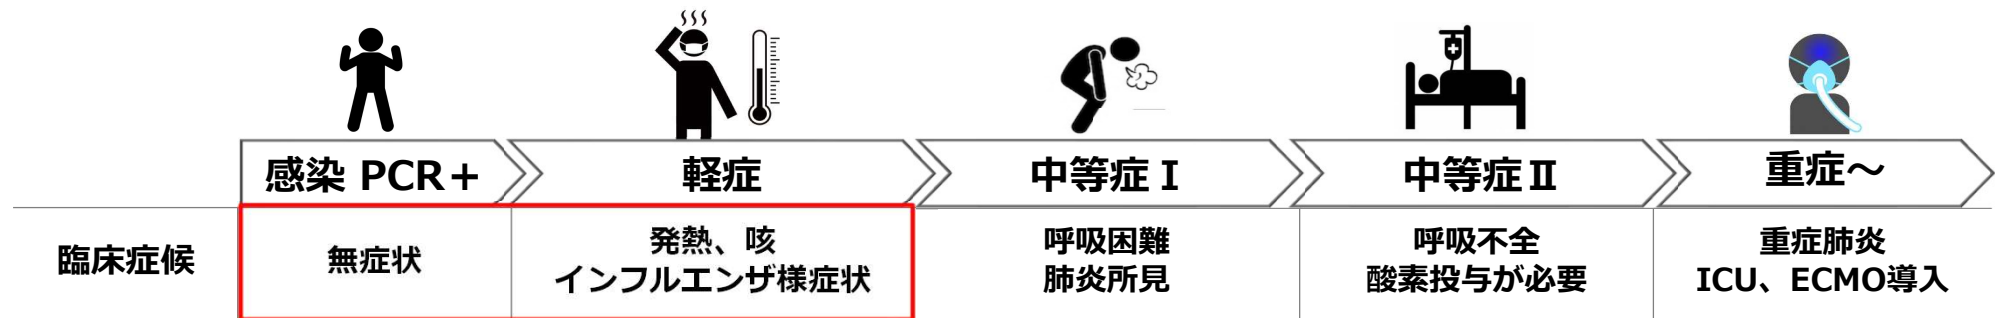 感染 PCR＋
軽症
中等症Ⅰ
中等症Ⅱ
重症～
臨床症候
無症状
発熱、咳
インフルエンザ様症状
呼吸困難
肺炎所見
呼吸不全
酸素投与が必要
重症肺炎
ICU、ECMO導入